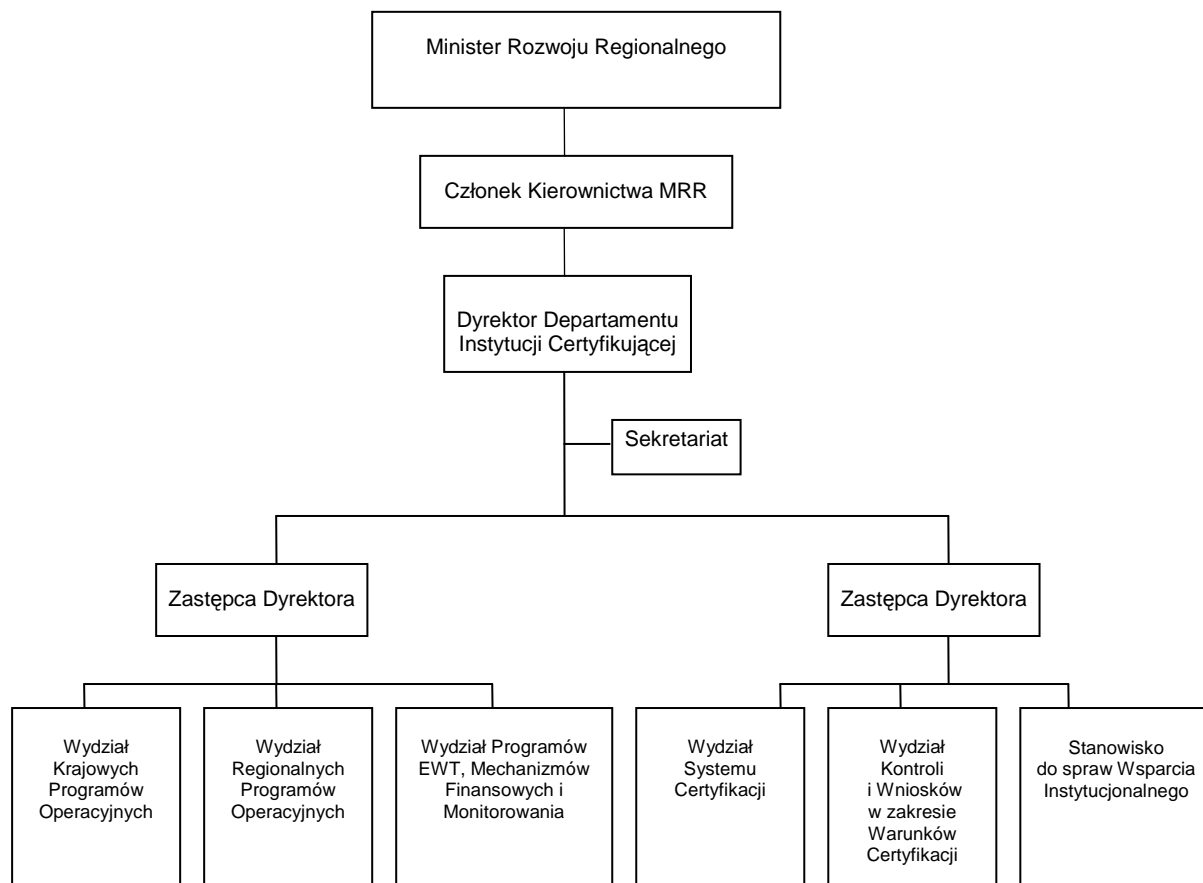 Minister Rozwoju Regionalnego
Członek Kierownictwa MRR
Dyrektor Departamentu
Instytucji Certyfikującej
Sekretariat
Zastępca Dyrektora
Zastępca Dyrektora
Wydział
Krajowych
Programów
Operacyjnych
Wydział
Regionalnych
Programów
Operacyjnych
Wydział Programów
EWT, Mechanizmów
Finansowych i
Monitorowania
Wydział
Systemu
Certyfikacji
Wydział
Kontroli
i Wniosków
w zakresie
Warunków
Certyfikacji
Stanowisko
do spraw Wsparcia
Instytucjonalnego